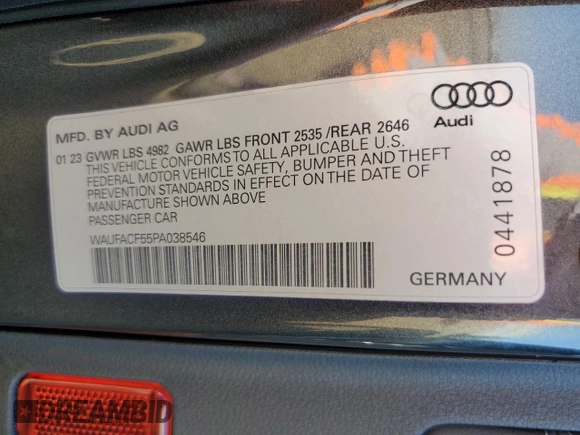 MFD. BY AUDI AG
01 23 GVWR LBS 4982 GAWR LBS FRONT 2535 /REAR 2646
THIS VEHICLE CONFORMS TO ALL APPLICABLE U.S.
FEDERAL MOTOR VEHICLE SAFETY, BUMPER AND THEFT
PREVENTION STANDARDS IN EFFECT ON THE DATE OF
MANUFACTURE SHOWN ABOVE
PASSENGER CAR
WAUFACF55PA038546
Audi
0441878
GERMANY
DREAMBID